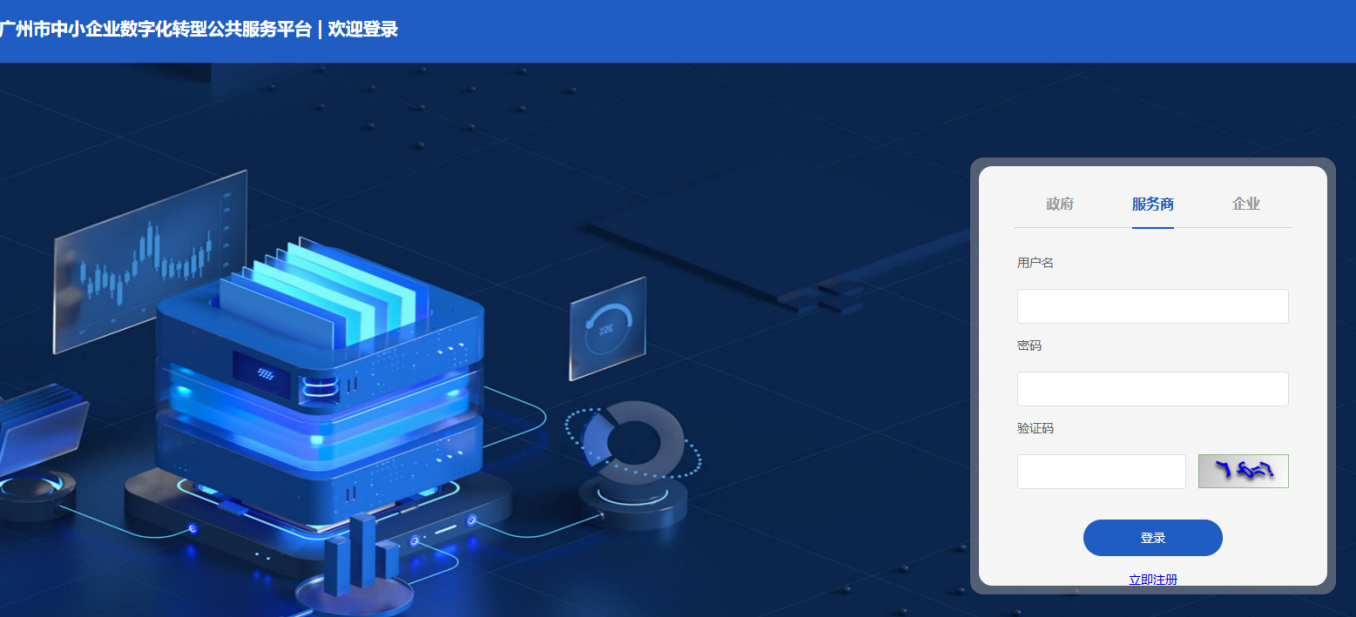 广州市中小企业数字化转型公共服务平台 | 欢迎登录
政府 服务商 企业
用户名
密码
验证码
登录
立即注册